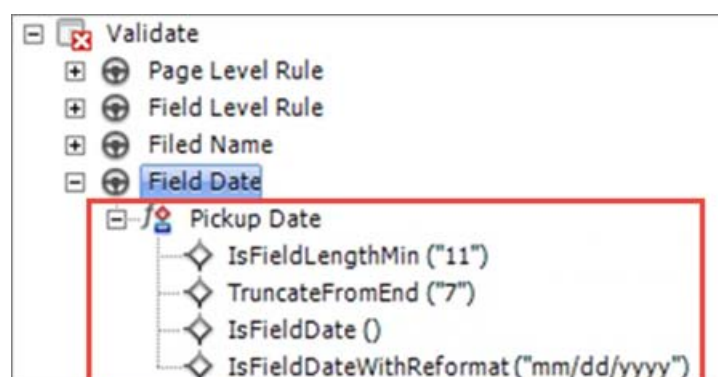 Validate
Page Level Rule
Field Level Rule
Filed Name
Field Date
Pickup Date
IsFieldLengthMin ("11")
TruncateFromEnd ("7")
IsFieldDate ()
IsFieldDateWithReformat ("mm/dd/yyyy")